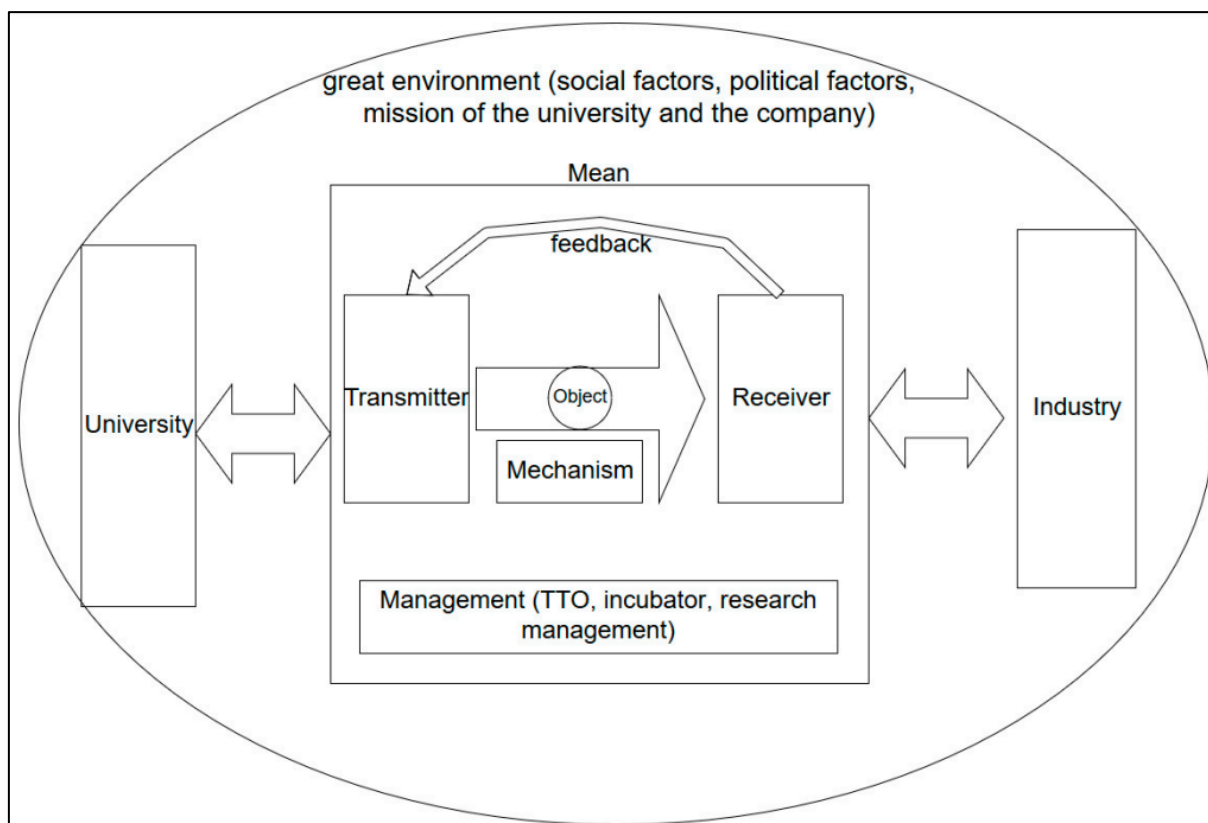 great environment (social factors, political factors,
mission of the university and the company)
Mean
feedback
University
Transmitter
Object
Mechanism
Receiver
Industry
Management (TTO, incubator, research
management)